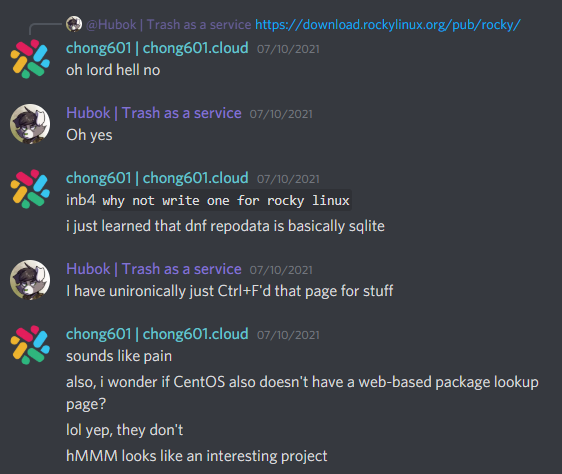 @Hubok | Trash as a service https://download.rockylinux.org/pub/rocky/
chong601 | chong601.cloud 07/10/2021
oh lord hell no
Hubok | Trash as a service 07/10/2021
Oh yes
chong601 | chong601.cloud 07/10/2021
inb4 why not write one for rocky linux
i just learned that dnf repodata is basically sqlite
Hubok | Trash as a service 07/10/2021
I have unironically just Ctrl+F'd that page for stuff
chong601 | chong601.cloud 07/10/2021
sounds like pain
also, i wonder if CentOS also doesn't have a web-based package lookup
page?
lol yep, they don't
hMMM looks like an interesting project